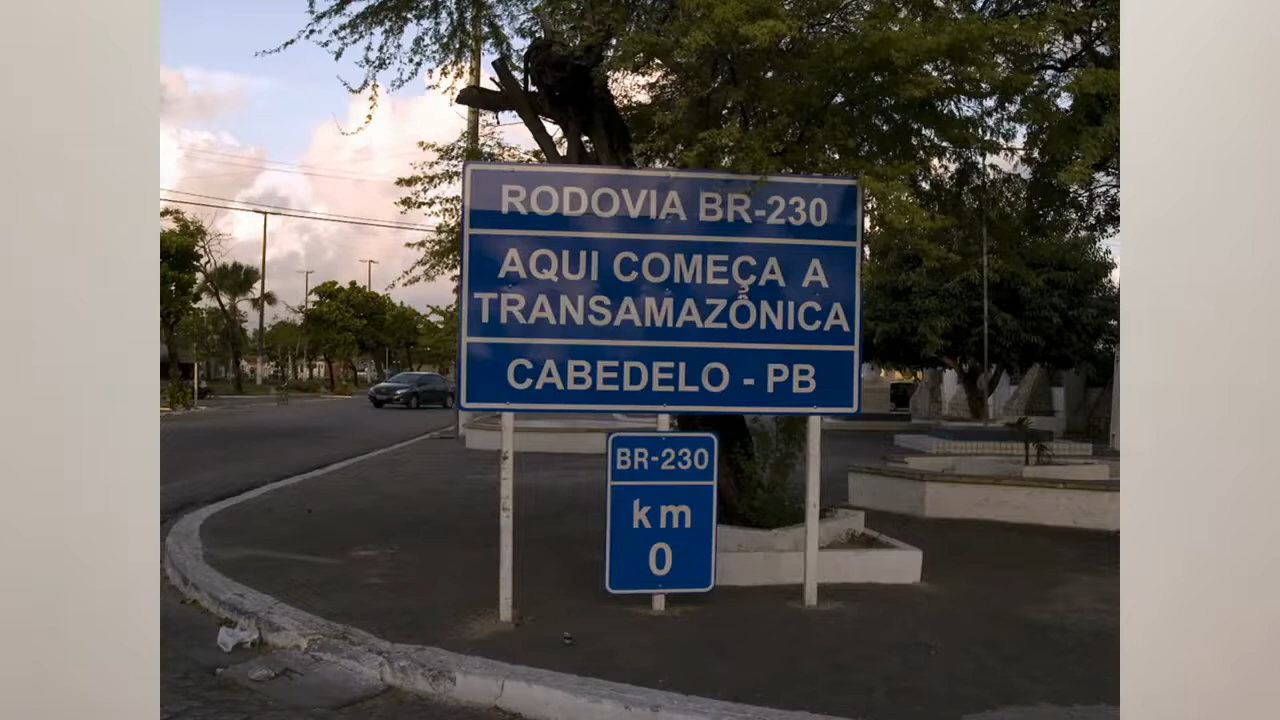 RODOVIA BR-230
AQUI COMEÇA A
TRANSAMAZÔNICA
CABEDELO - PB
BR-230
km
0